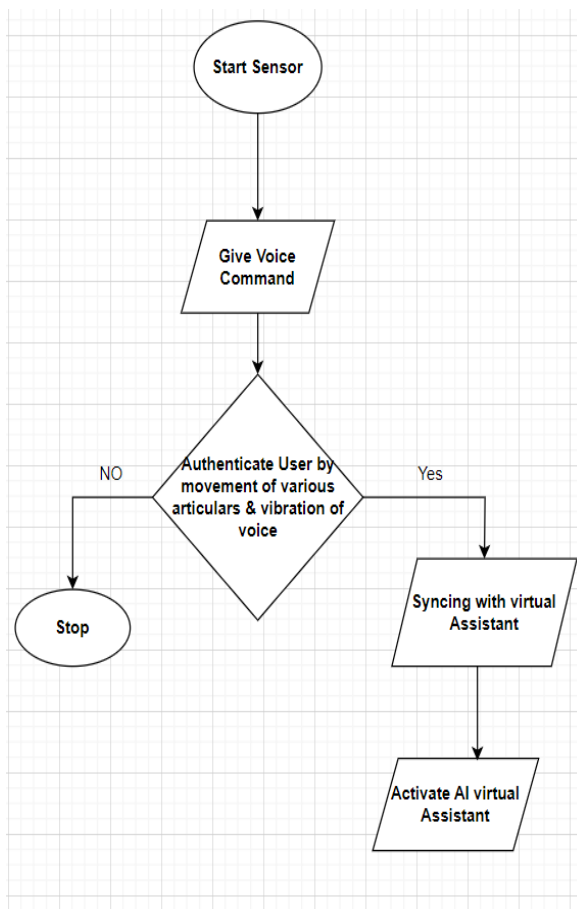 Start Sensor
Give Voice
Command
Authenticate User by
movement of various
articulars & vibration of
voice
NO
Yes
Stop
Syncing with virtual
Assistant
Activate AI virtual
Assistant